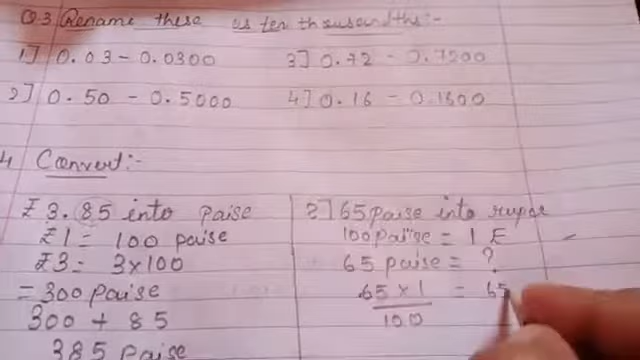 Q.3 Rename these as ten thousandths:-
1] 0.03 - 0.0300
3] 0.72 - 0.7200
2] 0.50 - 0.5000
4] 0.16 - 0.1600
4 Convert:-
₹3.85 into paise
₹1 = 100 paise
₹3 = 3×100
= 300 paise
300 + 85
385 paise
2] 65 paise into rupee
100 paise = 1 ₹
65 paise = ?
65 × 1 = 65
100